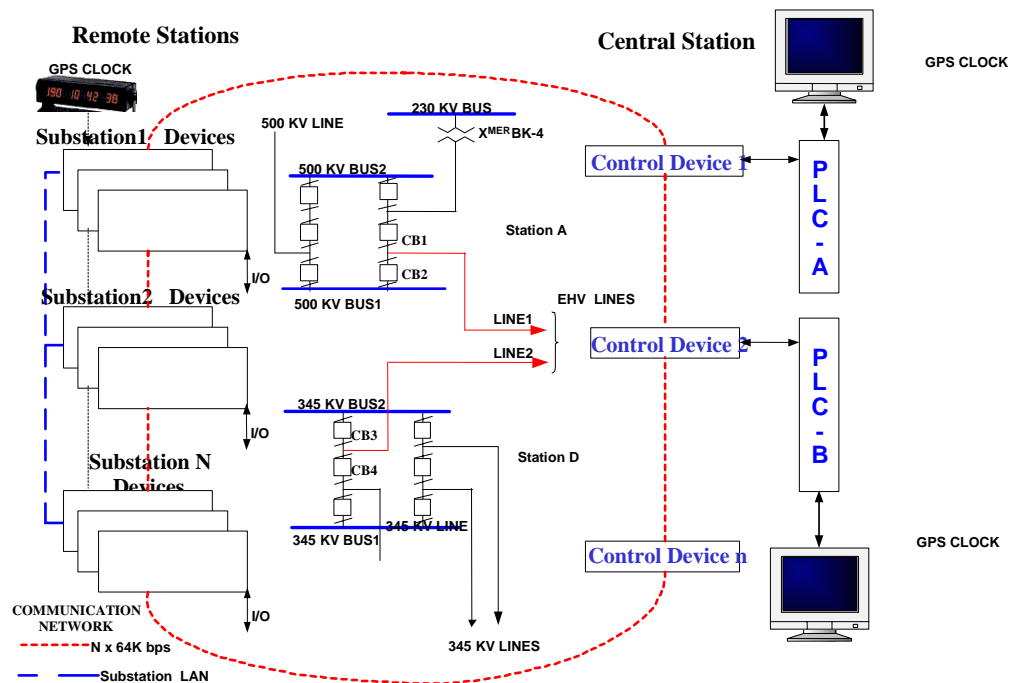 Remote Stations
Central Station
GPS CLOCK
GPS CLOCK
190 10 42 38
230 KV BUS
500 KV LINE
XMER BK-4
Substation1 Devices
Control Device 1
PLC-A
500 KV BUS2
Station A
CB1
CB2
I/O
500 KV BUS1
Substation2 Devices
EHV LINES
LINE1
Control Device 2
LINE2
PLC-B
345 KV BUS2
I/O
CB3
CB4
Station D
Substation N
Devices
345 KV LINE
345 KV BUS1
GPS CLOCK
Control Device n
COMMUNICATION
NETWORK
I/O
N x 64K bps
345 KV LINES
Substation LAN